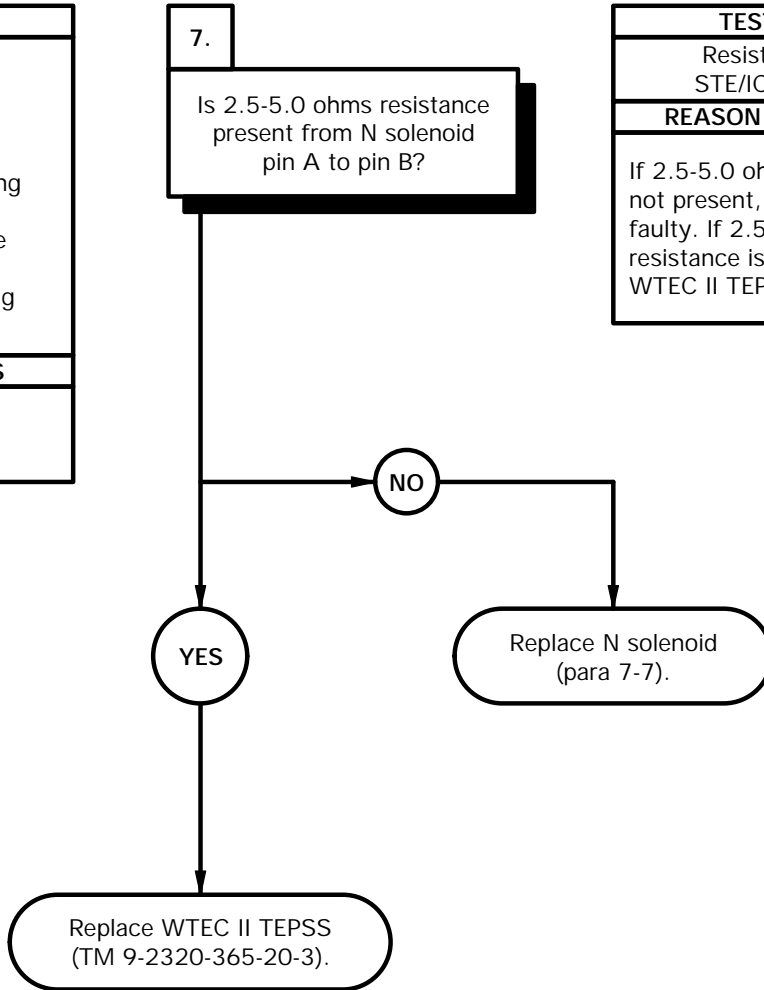 7.
Is 2.5-5.0 ohms resistance
present from N solenoid
pin A to pin B?
TES
Resist
STE/IC
REASON
If 2.5-5.0 oh
not present,
faulty. If 2.5
resistance is
WTEC II TEP
ng
e
g
S
NO
YES
Replace N solenoid
(para 7-7).
Replace WTEC II TEPSS
(TM 9-2320-365-20-3).